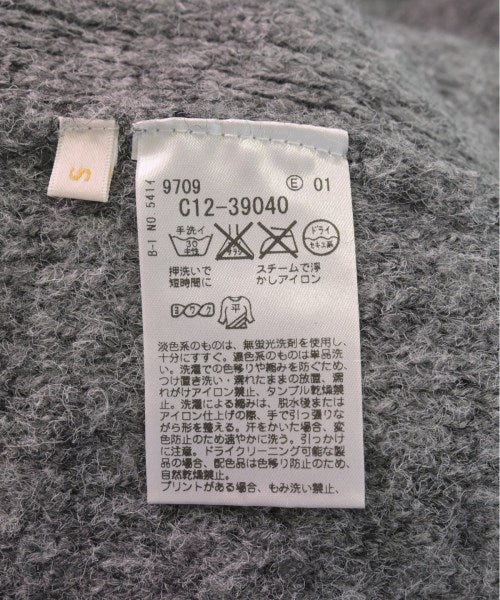 S
B-I NO 5411
9709 E 01
C12-39040
手洗イ
30
中性
ドライ
セキユ系
押洗いで
短時間に
スチームで浮
かしアイロン
ヨワク
平
淡色系のものは、無蛍光洗剤を使用し、
十分にすすぐ。濃色系のものは単品洗
い。洗濯での色移りや縮みを防ぐため、
つけ置き洗い・濡れたままの放置、濡
れがけアイロン禁止、タンブル乾燥禁
止。洗濯による縮みは、脱水後または
アイロン仕上げの際、手で引っ張りな
がら形を整える。汗をかいた場合、変
色防止のため速やかに洗う。引っかけ
に注意。ドライクリーニング可能な製
品の場合、配色品は色移り防止のため、
自然乾燥禁止。
プリントがある場合、もみ洗い禁止、